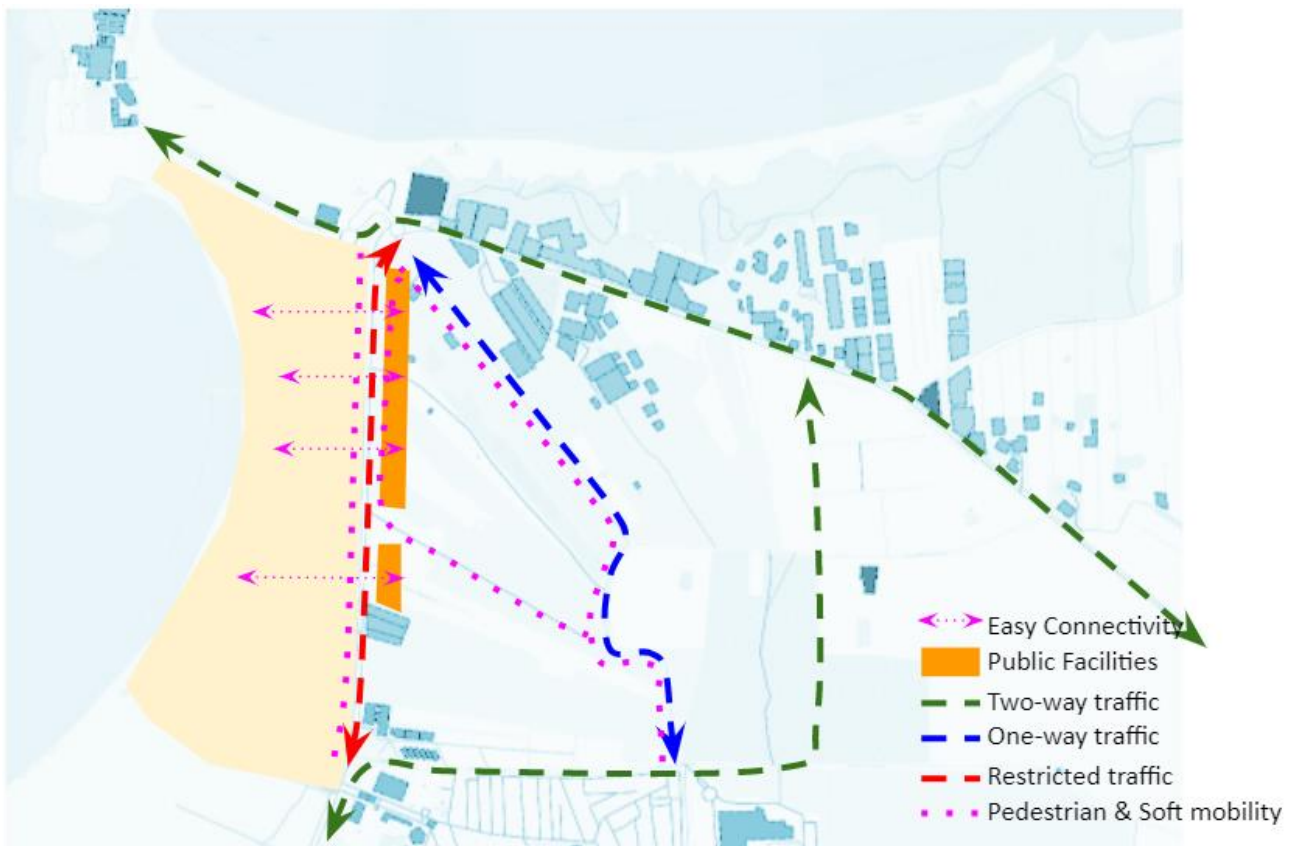 Easy Connectivity
Public Facilities
Two-way traffic
One-way traffic
Restricted traffic
Pedestrian & Soft mobility